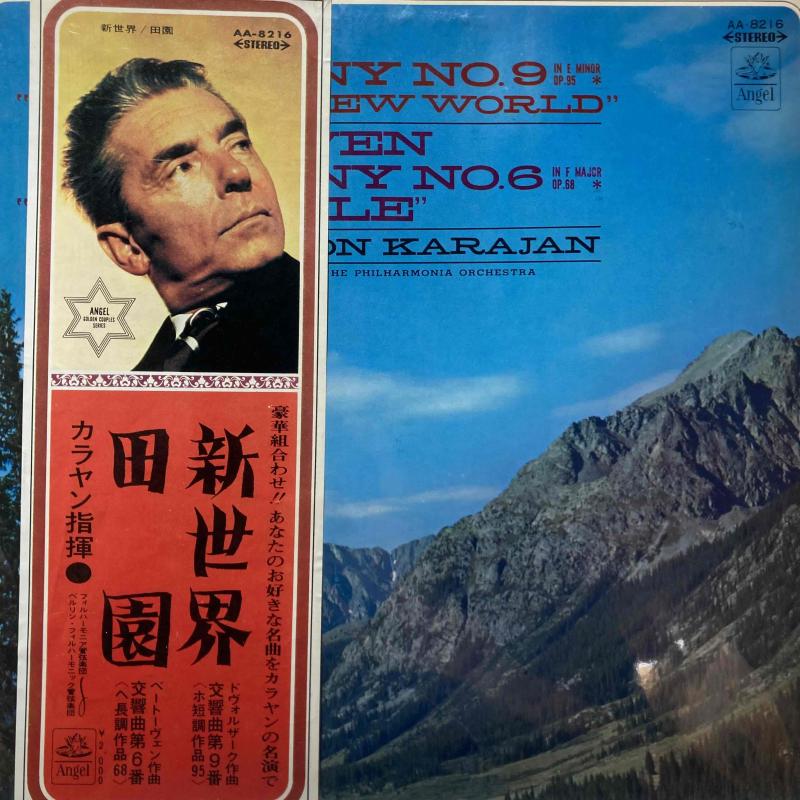 新世界／田園
AA-8216
STEREO
ANGEL
GOLDEN COUPLES
SERIES
豪華組合わせ!! あなたのお好きな名曲をカラヤンの名演で
新世界
田園
カラヤン指揮●
フィルハーモニア管弦楽団
ベルリン・フィルハーモニック管弦楽団
ドヴォルザーク作曲
交響曲第9番
〈ホ短調作品95〉
ベートーヴェン作曲
交響曲第6番
〈ヘ長調作品68〉
Angel
¥2,000
NY NO.9 IN E MINOR OP.95 *
EW WORLD”
VEN
NY NO.6 IN F MAJOR OP.68 *
LE”
ON KARAJAN
HE PHILHARMONIA ORCHESTRA
AA-8216
STEREO
Angel